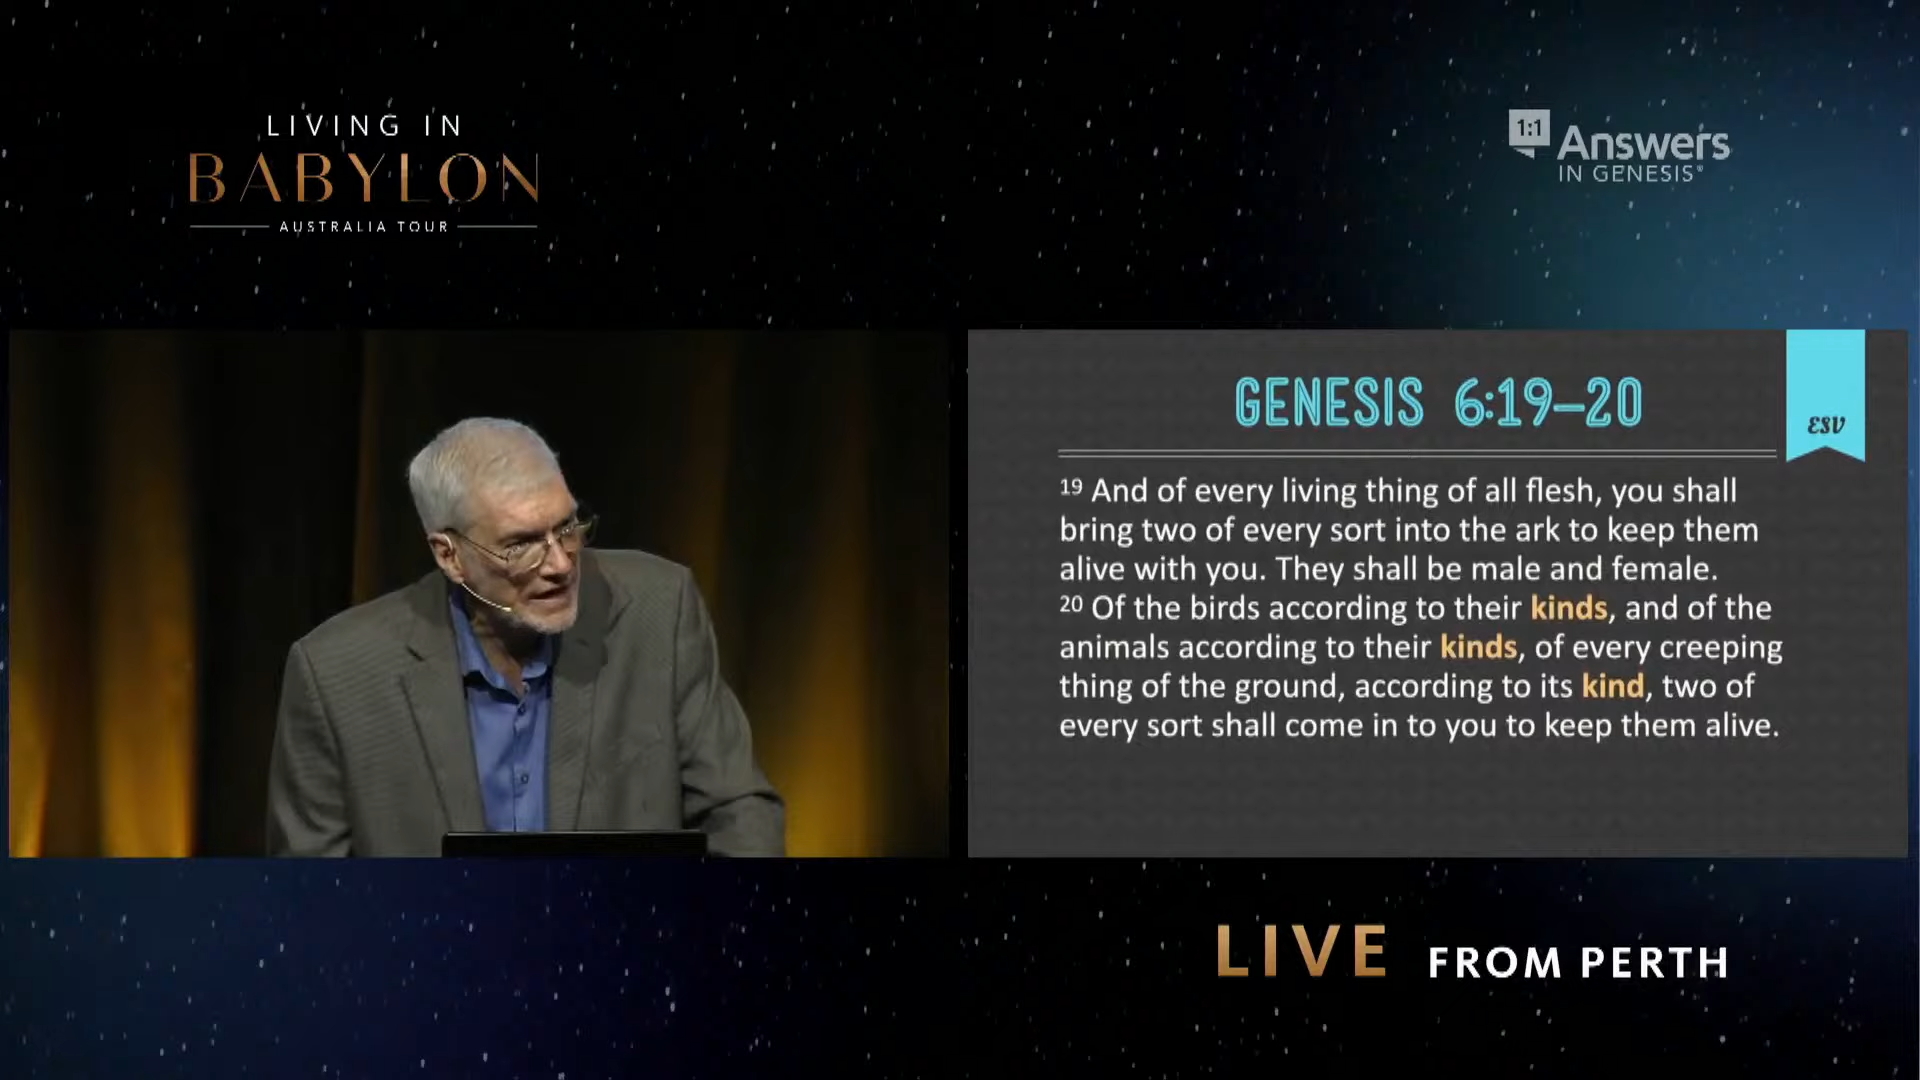 LIVING IN
BABYLON
AUSTRALIA TOUR
1:1
Answers
IN GENESIS®
GENESIS 6:19–20
ESV
19 And of every living thing of all flesh, you shall
bring two of every sort into the ark to keep them
alive with you. They shall be male and female.
20 Of the birds according to their kinds, and of the
animals according to their kinds, of every creeping
thing of the ground, according to its kind, two of
every sort shall come in to you to keep them alive.
LIVE FROM PERTH